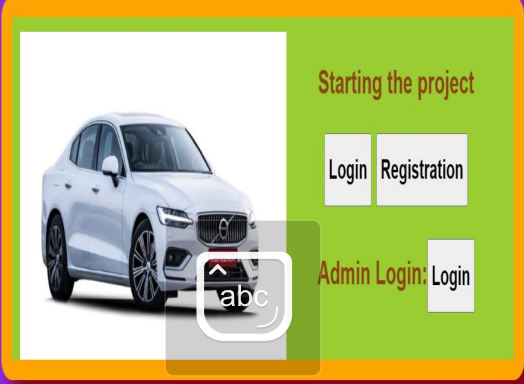 Starting the project
Login Registration
Admin Login: Login
abc